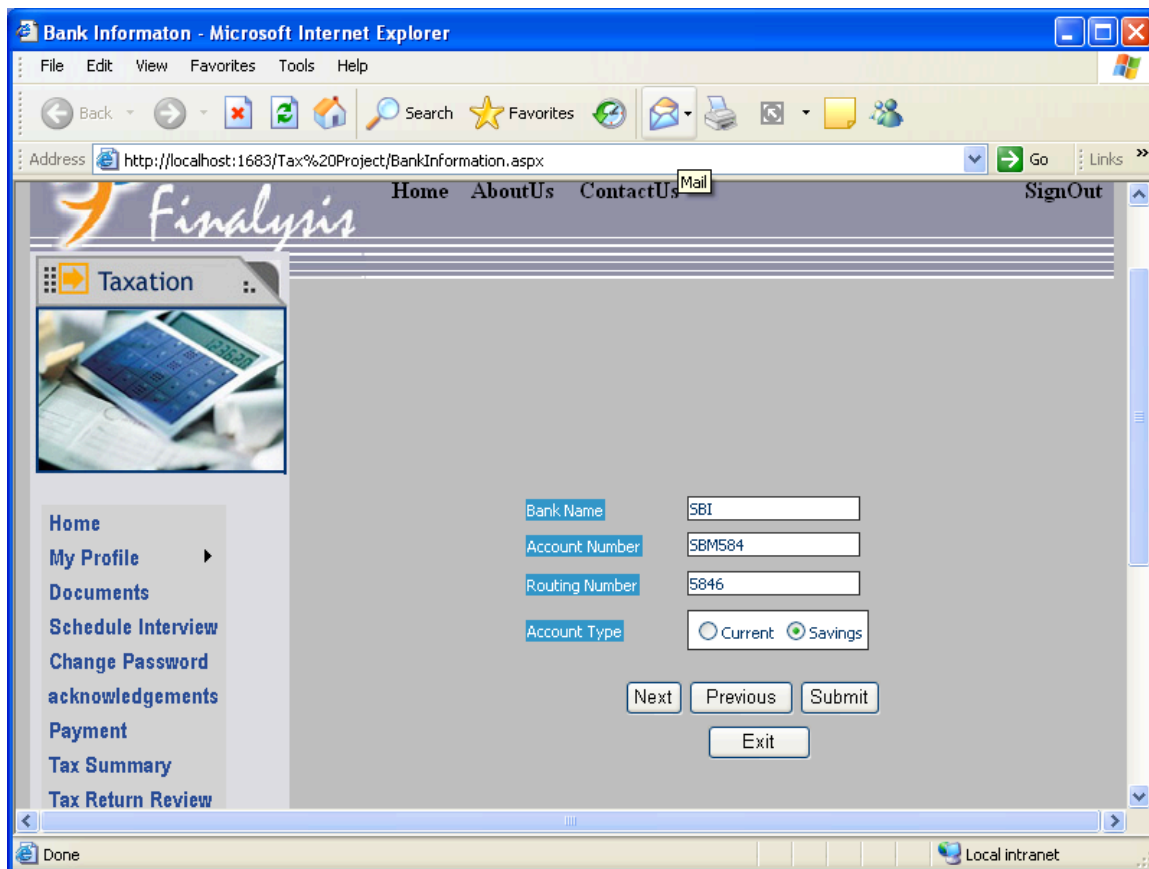 Bank Informaton - Microsoft Internet Explorer
File Edit View Favorites Tools Help
Back Search Favorites
Address http://localhost:1683/Tax%20Project/BankInformation.aspx Go Links »
Mail
Finalysis Home AboutUs ContactUs SignOut
Taxation
123620
Home
My Profile
Documents
Schedule Interview
Change Password
acknowledgements
Payment
Tax Summary
Tax Return Review
Bank Name SBI
Account Number SBM584
Routing Number 5846
Account Type Current Savings
Next Previous Submit
Exit
Done Local intranet